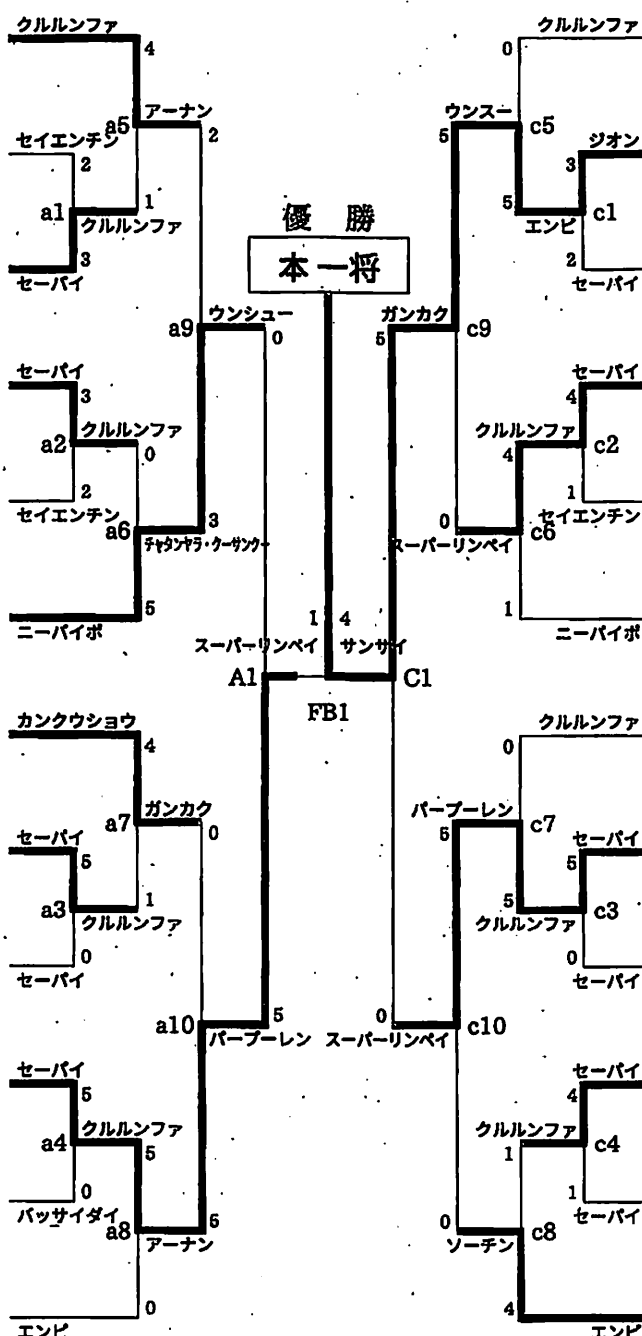 クルルンファ クルルンファ
4 0
アーナン ウンスー
a5 2 5 c5
セイエンチン ジオン
2 3
a1 1 5 c1
クルルンファ エンピ
3 2
セーパイ セーパイ
優 勝
本 一将
ウンシュー ガンカク
a9 0 5 c9
セーパイ セーパイ
3 4
a2 クルルンファ クルルンファ c2
0 4
2 1
セイエンチン セイエンチン
a6 3 0 c6
チャタンヤラ・クーサンクー スーパーリンペイ
5 1
ニーパイポ ニーパイポ
1 4
スーパーリンペイ サンサイ
A1 C1
FB1
カンクウショウ クルルンファ
4 0
ガンカク パープーレン
a7 0 5 c7
セーパイ セーパイ
5 5
a3 1 5 c3
クルルンファ クルルンファ
0 0
セーパイ セーパイ
a10 5 0 c10
パープーレン スーパーリンペイ
セーパイ セーパイ
5 4
a4 クルルンファ クルルンファ c4
5 1
0 1
バッサイダイ セーパイ
a8 5 0 c8
アーナン ソーチン
0 4
エンピ エンピ